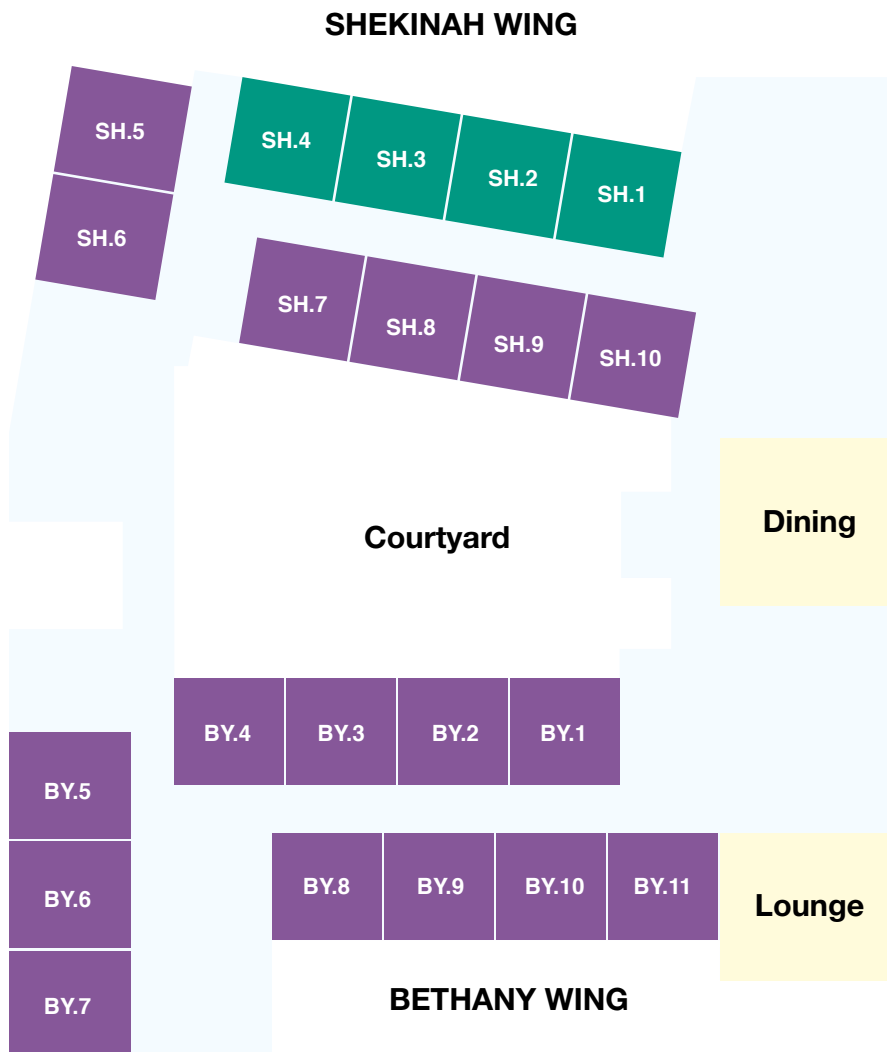 SHEKINAH WING
SH.5
SH.4
SH.3
SH.2
SH.1
SH.6
SH.7
SH.8
SH.9
SH.10
Dining
Courtyard
BY.4
BY.3
BY.2
BY.1
BY.5
BY.6
BY.8
BY.9
BY.10
BY.11
Lounge
BY.7
BETHANY WING